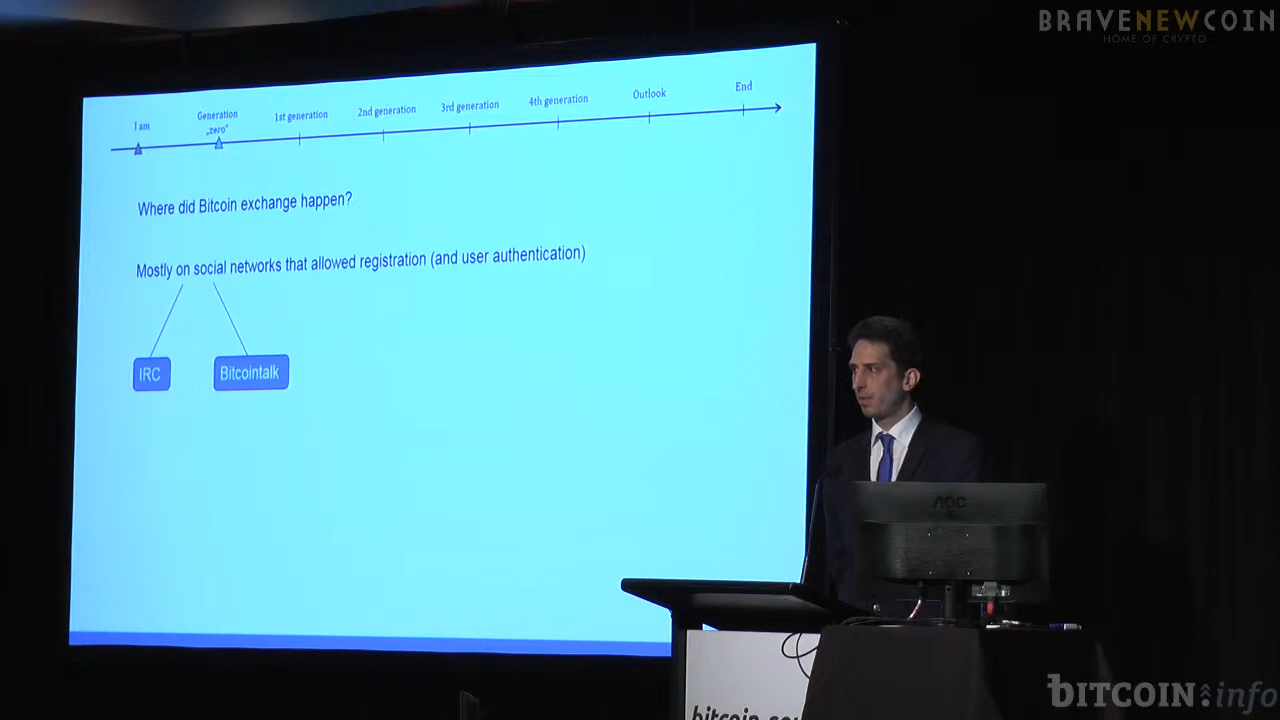 BRAVENEWCOIN
HOME OF CRYPTO
I am
Generation
„zero"
1st generation
2nd generation
3rd generation
4th generation
Outlook
End
Where did Bitcoin exchange happen?
Mostly on social networks that allowed registration (and user authentication)
IRC
Bitcointalk
AOC
bitcoin
BITCOIN info